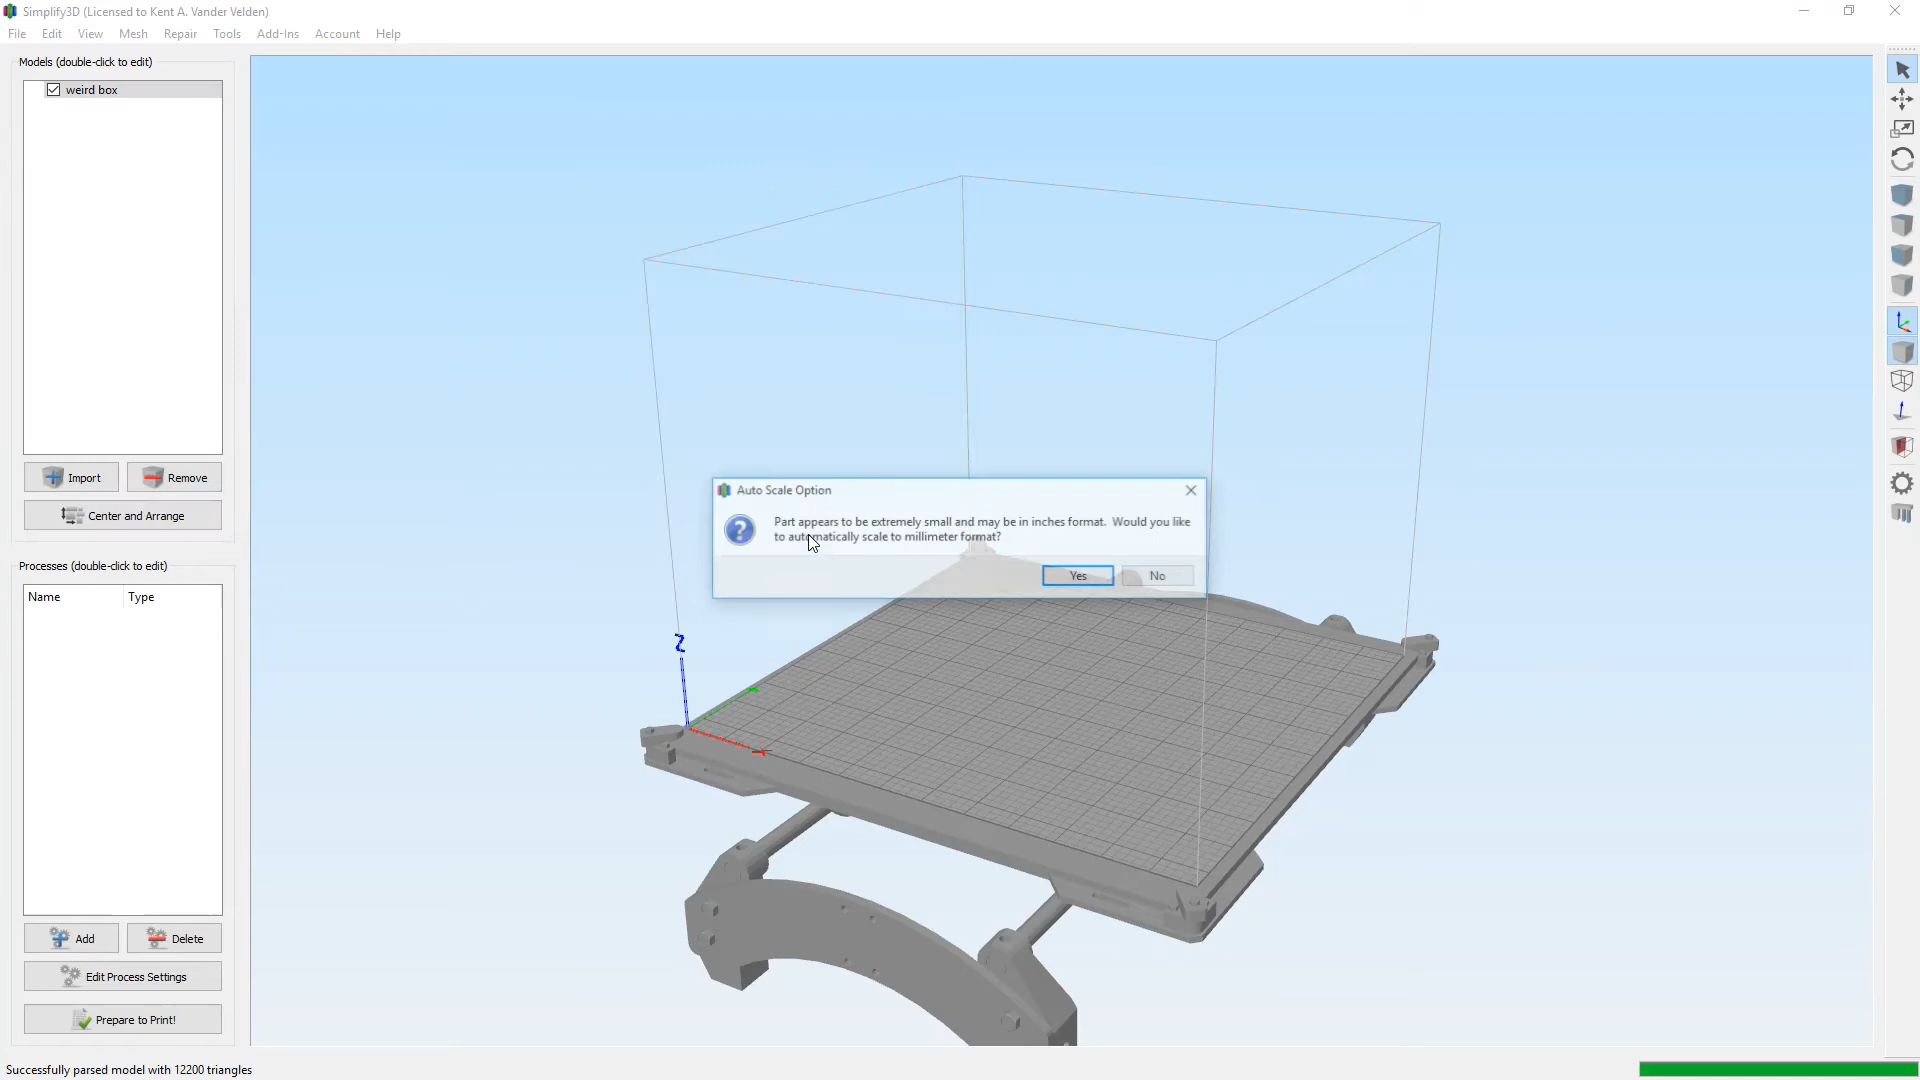 Simplify3D (Licensed to Kent A. Vander Velden)
File Edit View Mesh Repair Tools Add-Ins Account Help
Models (double-click to edit)
weird box
Import Remove
Center and Arrange
Processes (double-click to edit)
Name Type
Add Delete
Edit Process Settings
Prepare to Print!
Auto Scale Option
Part appears to be extremely small and may be in inches format. Would you like
to automatically scale to millimeter format?
Yes No
Z
Successfully parsed model with 12200 triangles